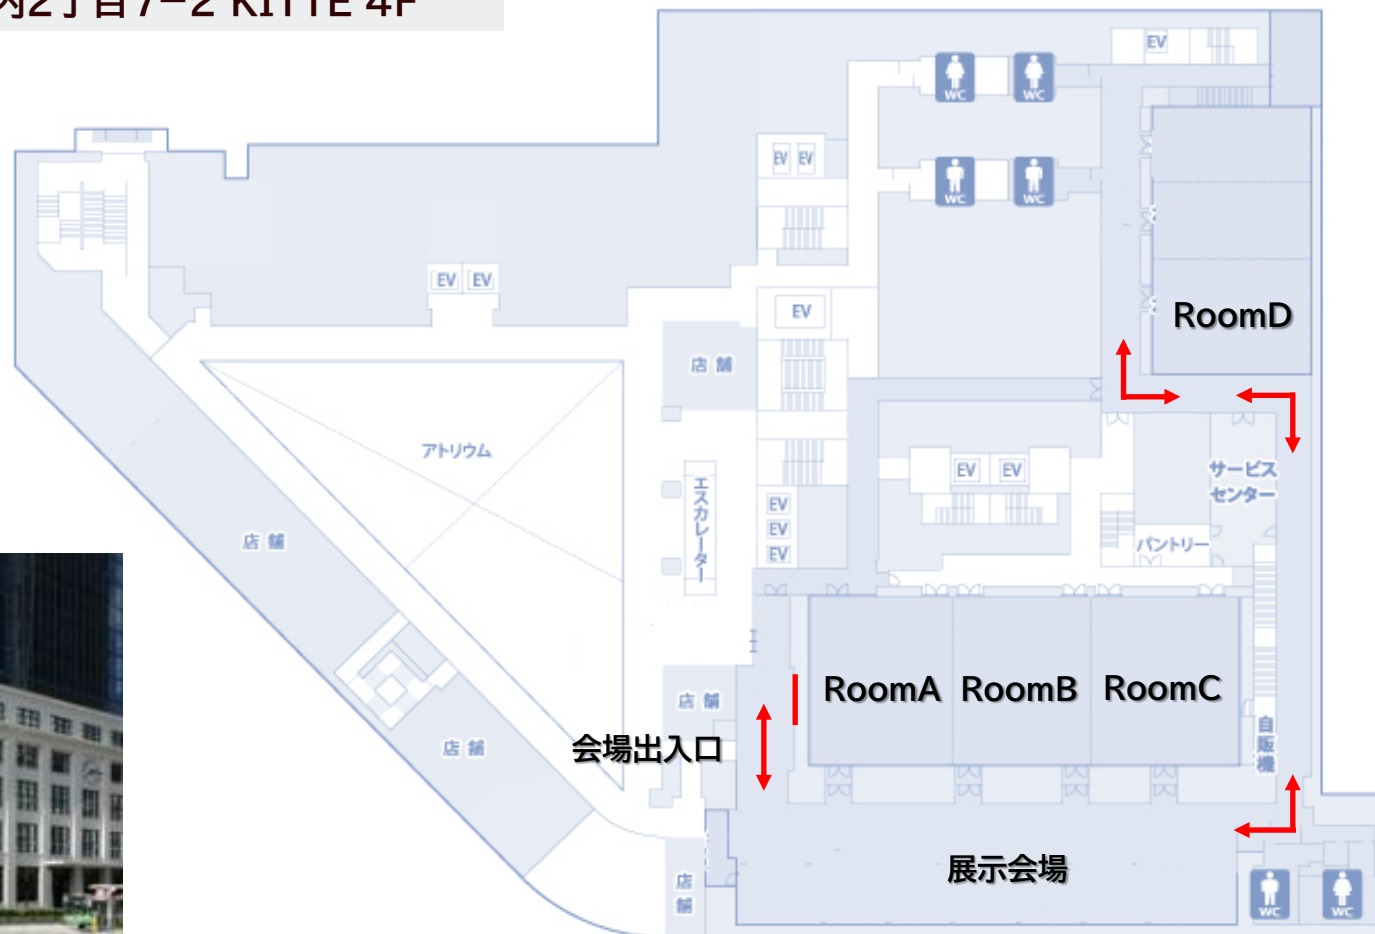 内2丁目7−2 KITTE 4F
EV
WC
WC
EV EV
WC
WC
EV EV
EV
RoomD
店舗
アトリウム
エスカレーター
EV EV
サービス
センター
EV
EV
EV
パントリー
店舗
RoomA
RoomB
RoomC
店舗
自販機
会場出入口
店舗
展示会場
店舗
WC
WC